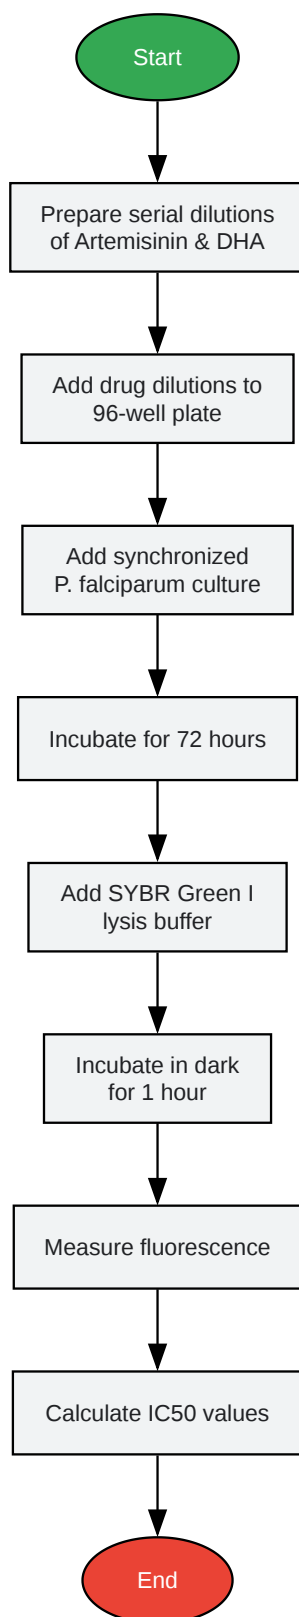 Start
Prepare serial dilutions
of Artemisinin & DHA
Add drug dilutions to
96-well plate
Add synchronized
P. falciparum culture
Incubate for 72 hours
Add SYBR Green I
lysis buffer
Incubate in dark
for 1 hour
Measure fluorescence
Calculate IC50 values
End